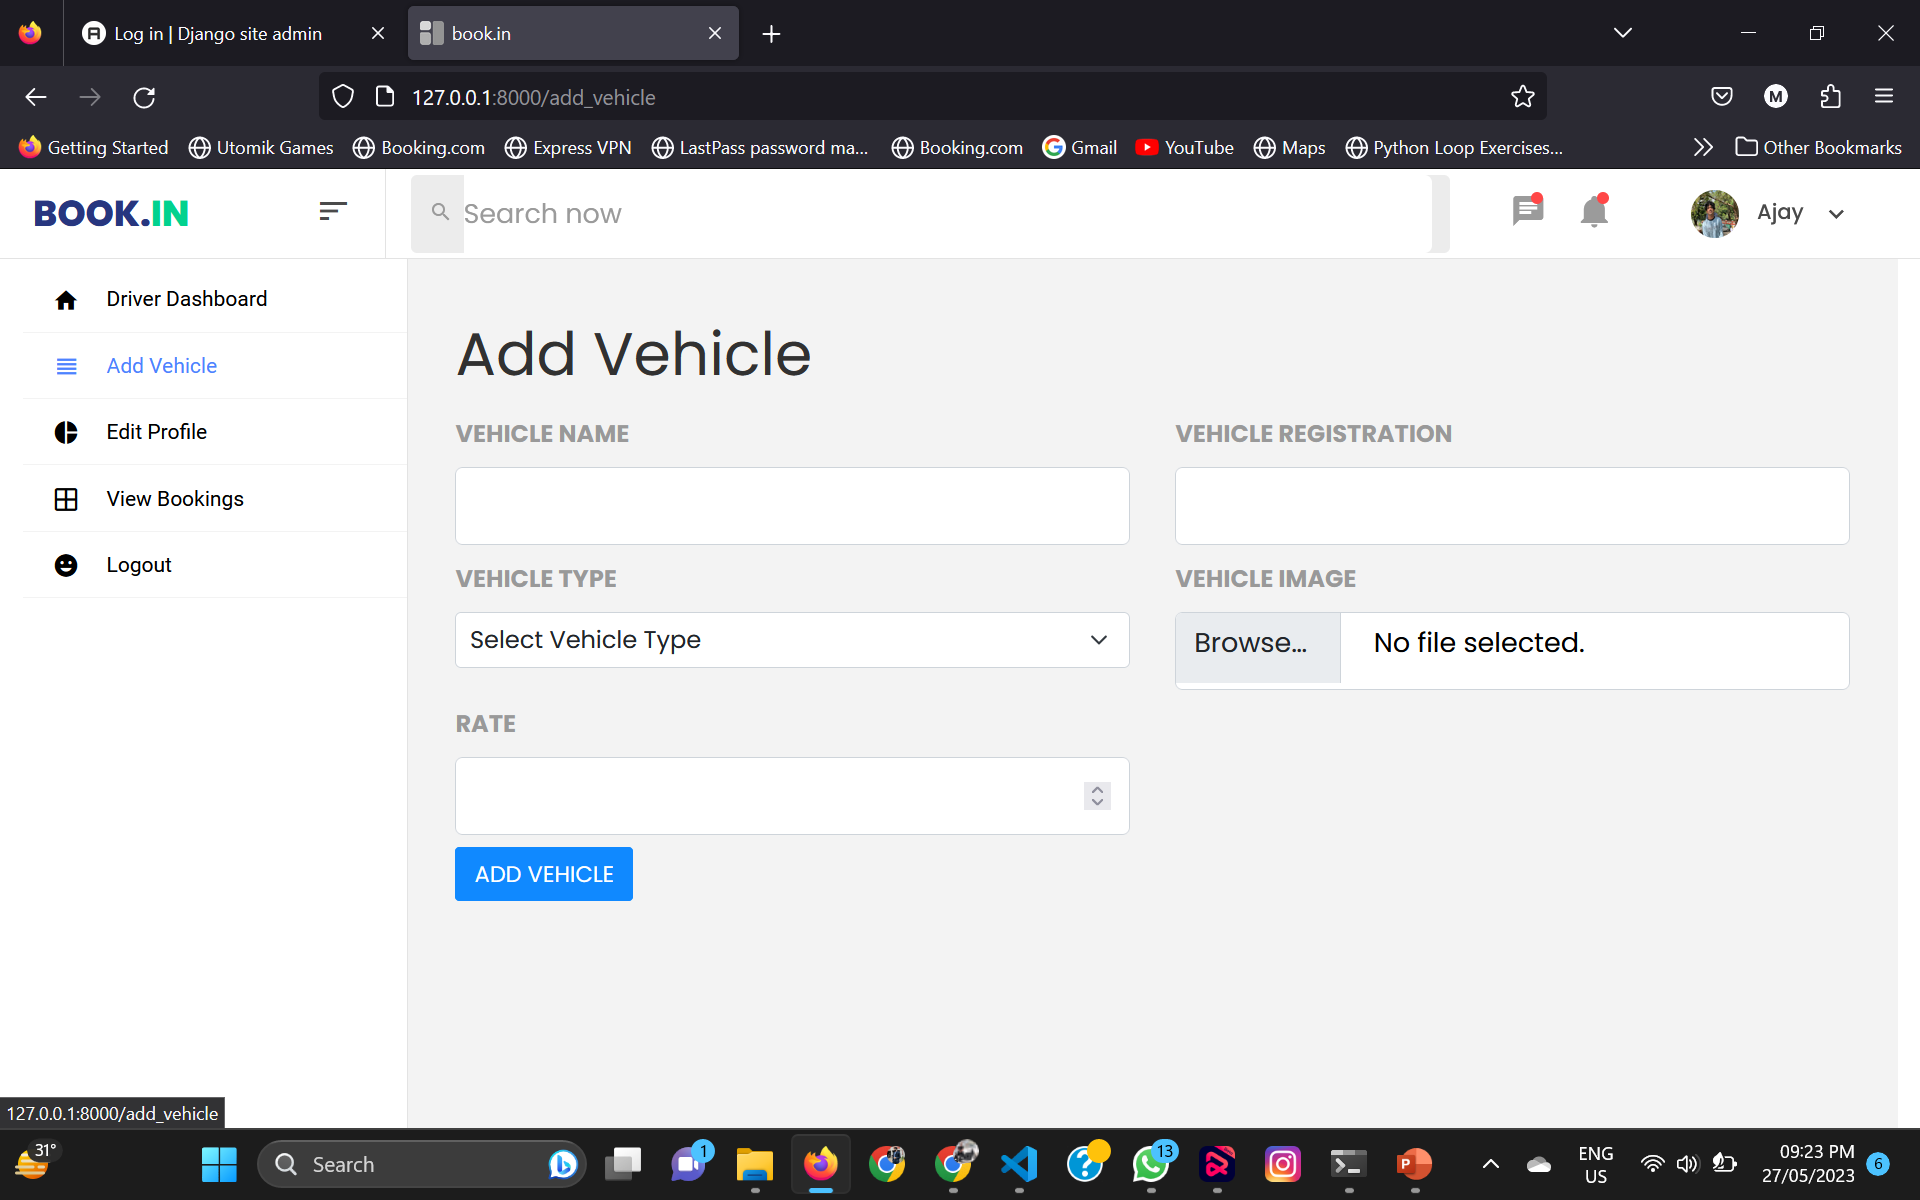 Log in | Django site admin
book.in
127.0.0.1:8000/add_vehicle
M
Getting Started
Utomik Games
Booking.com
Express VPN
LastPass password ma...
Booking.com
Gmail
YouTube
Maps
Python Loop Exercises...
Other Bookmarks
BOOK.IN
Search now
Ajay
Driver Dashboard
Add Vehicle
Edit Profile
View Bookings
Logout
Add Vehicle
VEHICLE NAME
VEHICLE REGISTRATION
VEHICLE TYPE
VEHICLE IMAGE
Select Vehicle Type
Browse...
No file selected.
RATE
ADD VEHICLE
127.0.0.1:8000/add_vehicle
31°
Search
1
13
ENG
US
09:23 PM
27/05/2023
6